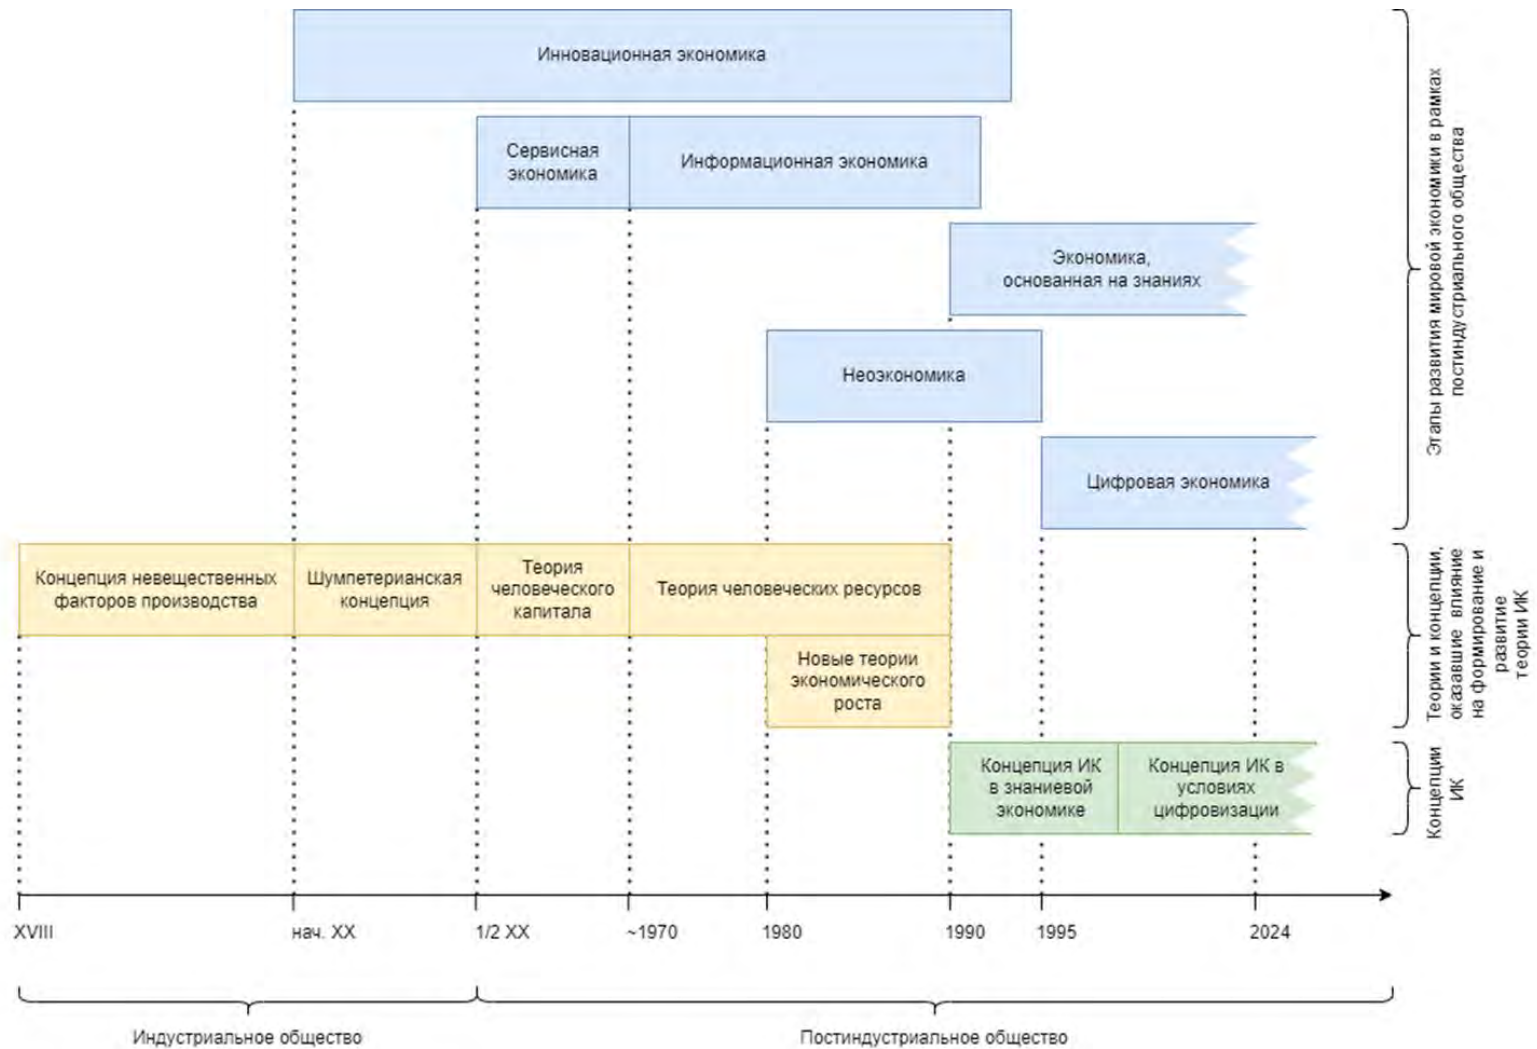 Инновационная экономика
Сервисная
экономика
Информационная экономика
Экономика,
основанная на знаниях
Неоэкономика
Цифровая экономика
Этапы развития мировой экономики в рамках
постиндустриального общества
Концепция невещественных
факторов производства
Шумпетерианская
концепция
Теория
человеческого
капитала
Теория человеческих ресурсов
Новые теории
экономического
роста
Теории и концепции,
оказавшие влияние
на формирование и
развитие
теории ИК
Концепция ИК
в знаниевой
экономике
Концепция ИК в
условиях
цифровизации
Концепции
ИК
XVIII
нач. XX
1/2 XX
~1970
1980
1990
1995
2024
Индустриальное общество
Постиндустриальное общество